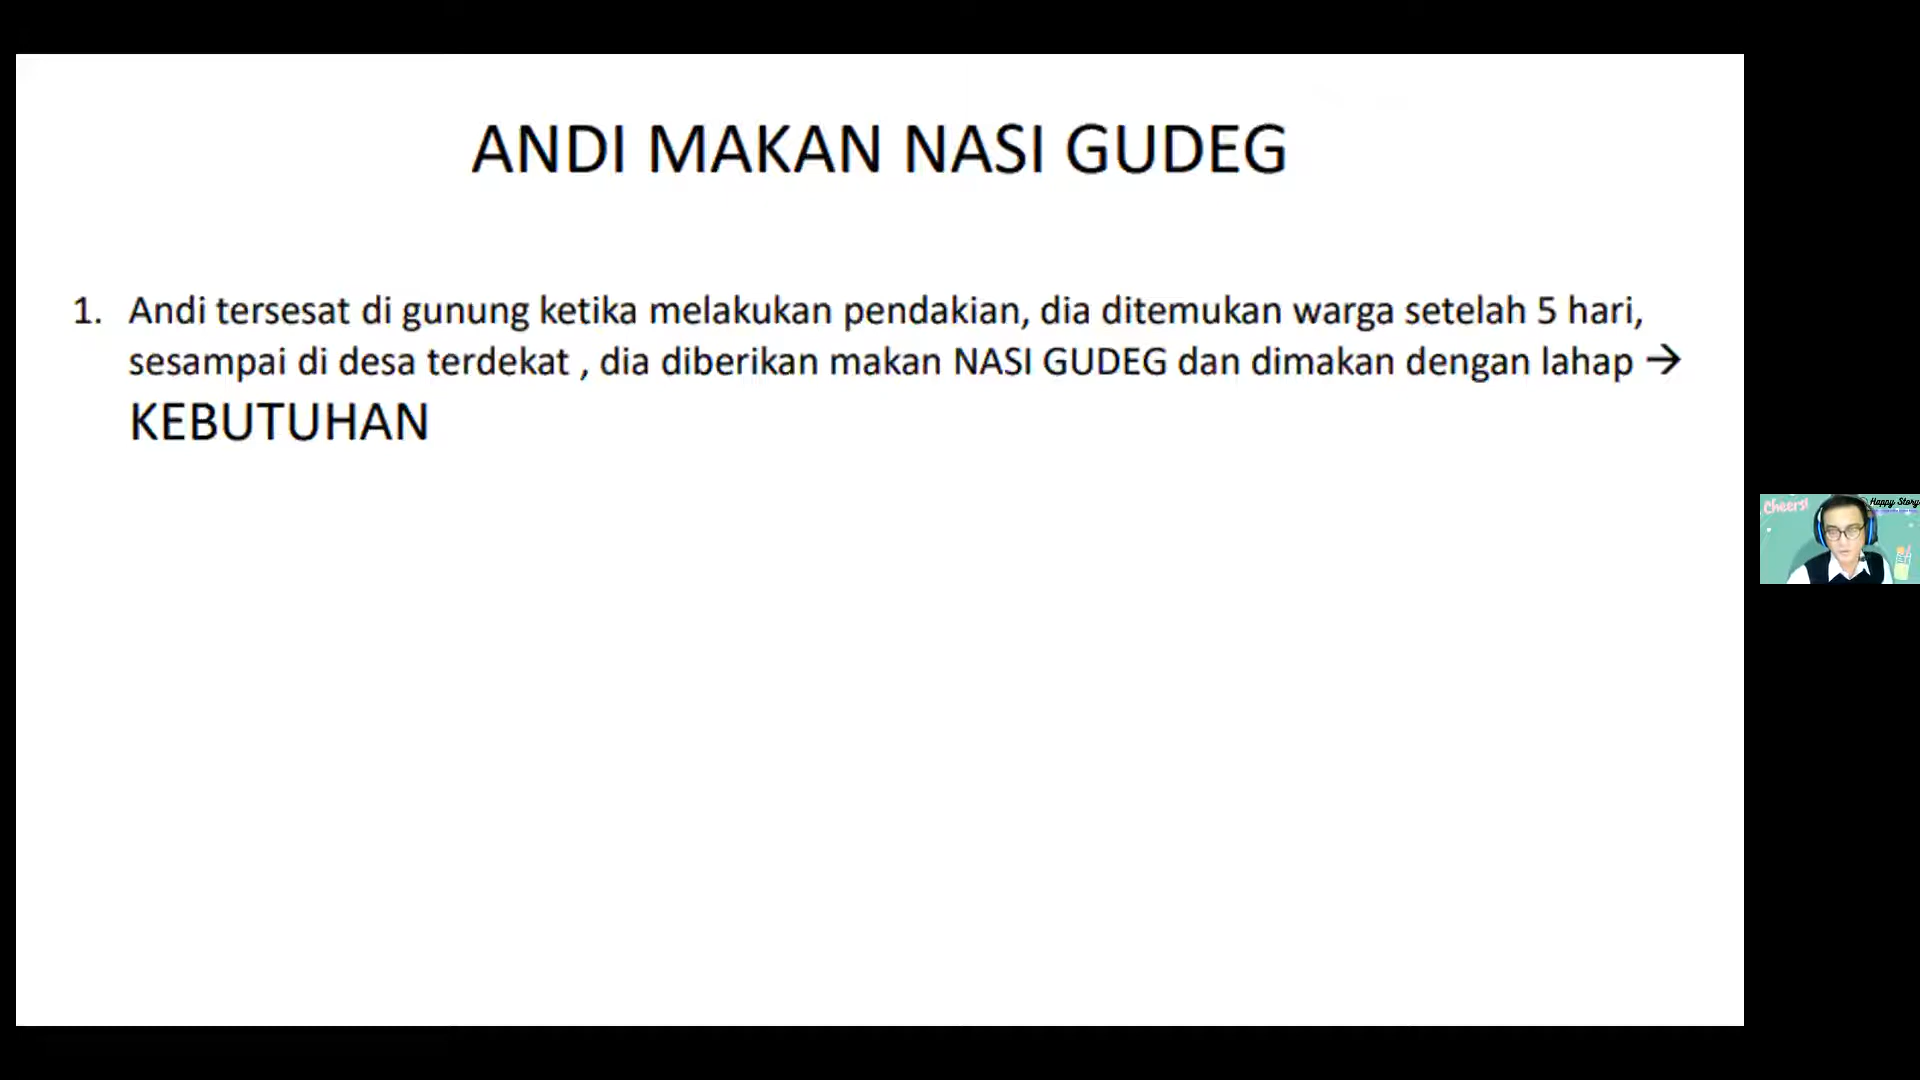 ANDI MAKAN NASI GUDEG
1. Andi tersesat di gunung ketika melakukan pendakian, dia ditemukan warga setelah 5 hari,
sesampai di desa terdekat , dia diberikan makan NASI GUDEG dan dimakan dengan lahap →
KEBUTUHAN
Cheers!
Happy Story